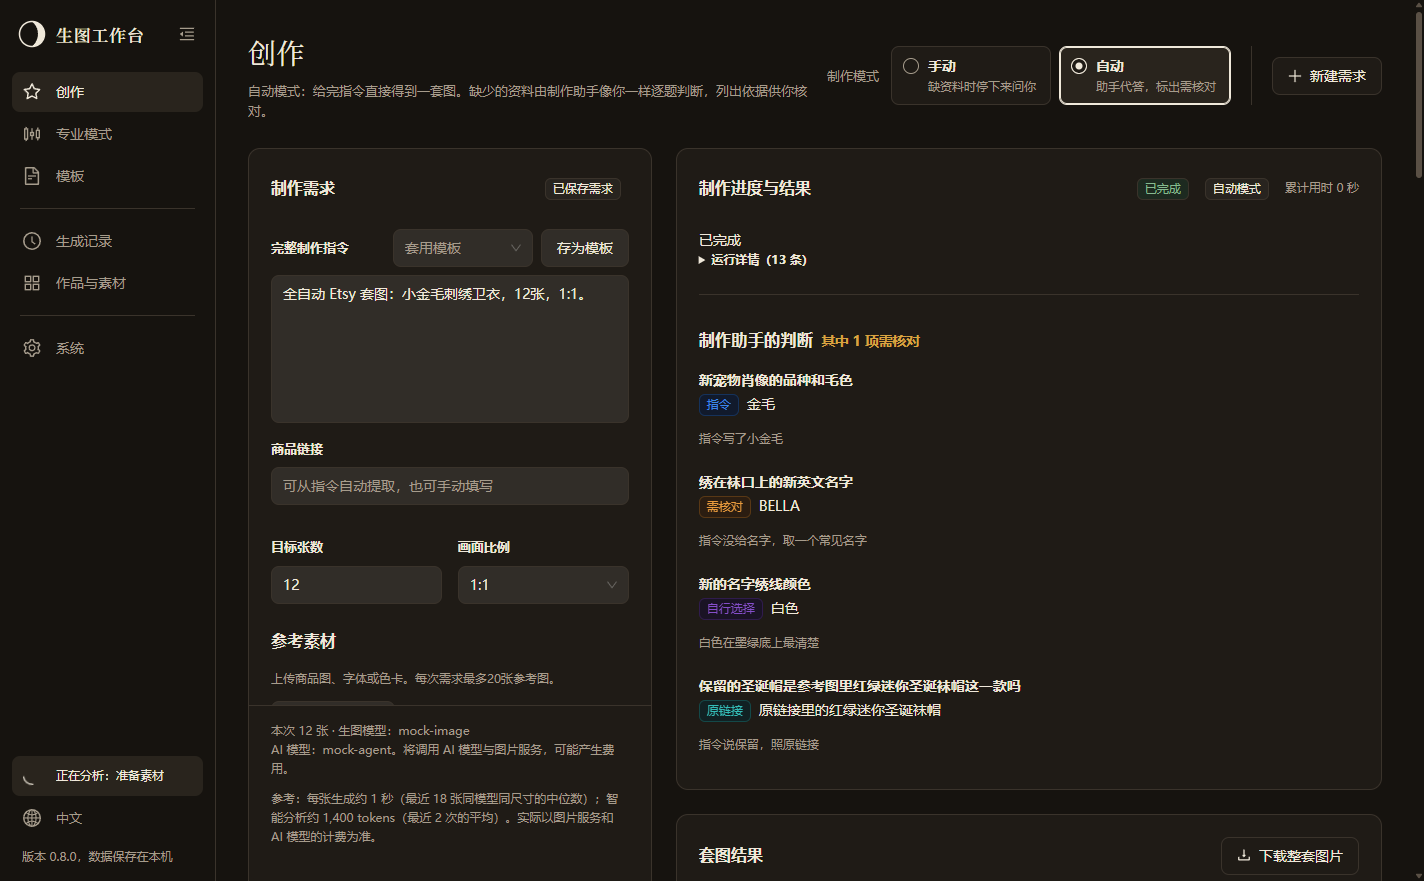 生图工作台
创作
专业模式
模板
生成记录
作品与素材
系统
正在分析：准备素材
中文
版本 0.8.0，数据保存在本机
创作
自动模式：给完指令直接得到一套图。缺少的资料由制作助手像你一样逐题判断，列出依据供你核
对。
制作模式
手动
缺资料时停下来问你
自动
助手代答，标出需核对
新建需求
制作需求
已保存需求
完整制作指令
套用模板
存为模板
全自动 Etsy 套图：小金毛刺绣卫衣，12张，1:1。
商品链接
可从指令自动提取，也可手动填写
目标张数
画面比例
12
1:1
参考素材
上传商品图、字体或色卡。每次需求最多20张参考图。
本次 12 张 · 生图模型：mock-image
AI 模型：mock-agent。将调用 AI 模型与图片服务，可能产生费
用。
参考：每张生成约 1 秒（最近 18 张同模型同尺寸的中位数）；智
能分析约 1,400 tokens（最近 2 次的平均）。实际以图片服务和
AI 模型的计费为准。
制作进度与结果
已完成
自动模式
累计用时 0 秒
已完成
运行详情（13 条）
制作助手的判断 其中 1 项需核对
新宠物肖像的品种和毛色
指令 金毛
指令写了小金毛
绣在袜口上的新英文名字
需核对 BELLA
指令没给名字，取一个常见名字
新的名字绣线颜色
自行选择 白色
白色在墨绿底上最清楚
保留的圣诞帽是参考图里红绿迷你圣诞袜帽这一款吗
原链接 原链接里的红绿迷你圣诞袜帽
指令说保留，照原链接
套图结果
下载整套图片